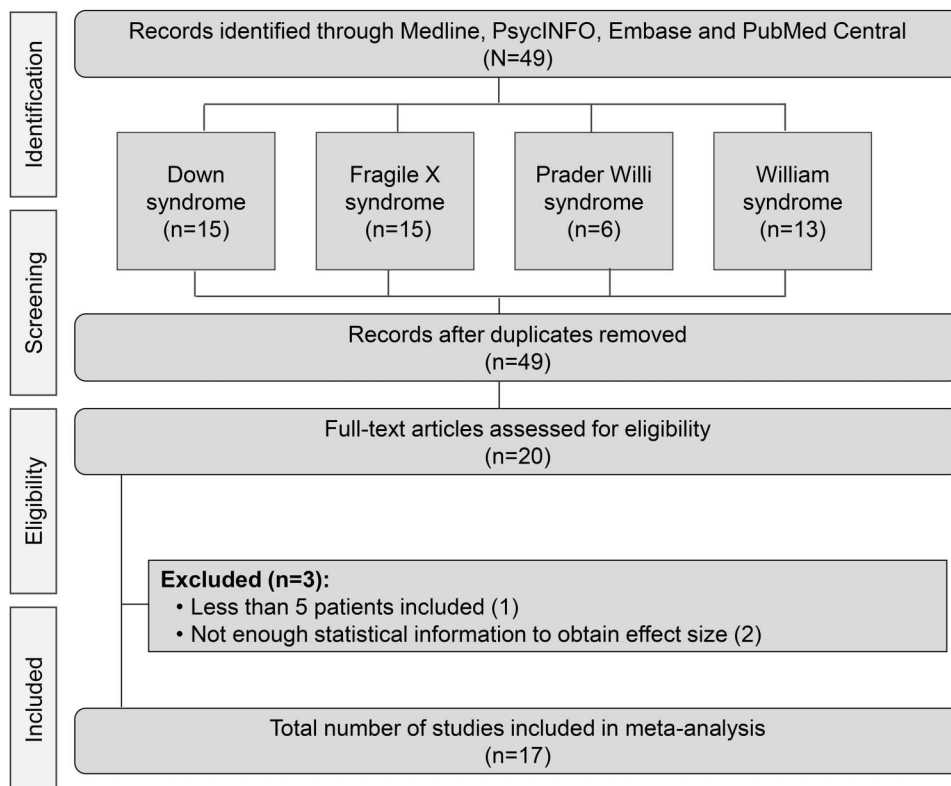 Identification
Records identified through Medline, PsycINFO, Embase and PubMed Central
(N=49)
Down
syndrome
(n=15)
Fragile X
syndrome
(n=15)
Prader Willi
syndrome
(n=6)
William
syndrome
(n=13)
Screening
Records after duplicates removed
(n=49)
Eligibility
Full-text articles assessed for eligibility
(n=20)
Excluded (n=3):
• Less than 5 patients included (1)
• Not enough statistical information to obtain effect size (2)
Included
Total number of studies included in meta-analysis
(n=17)